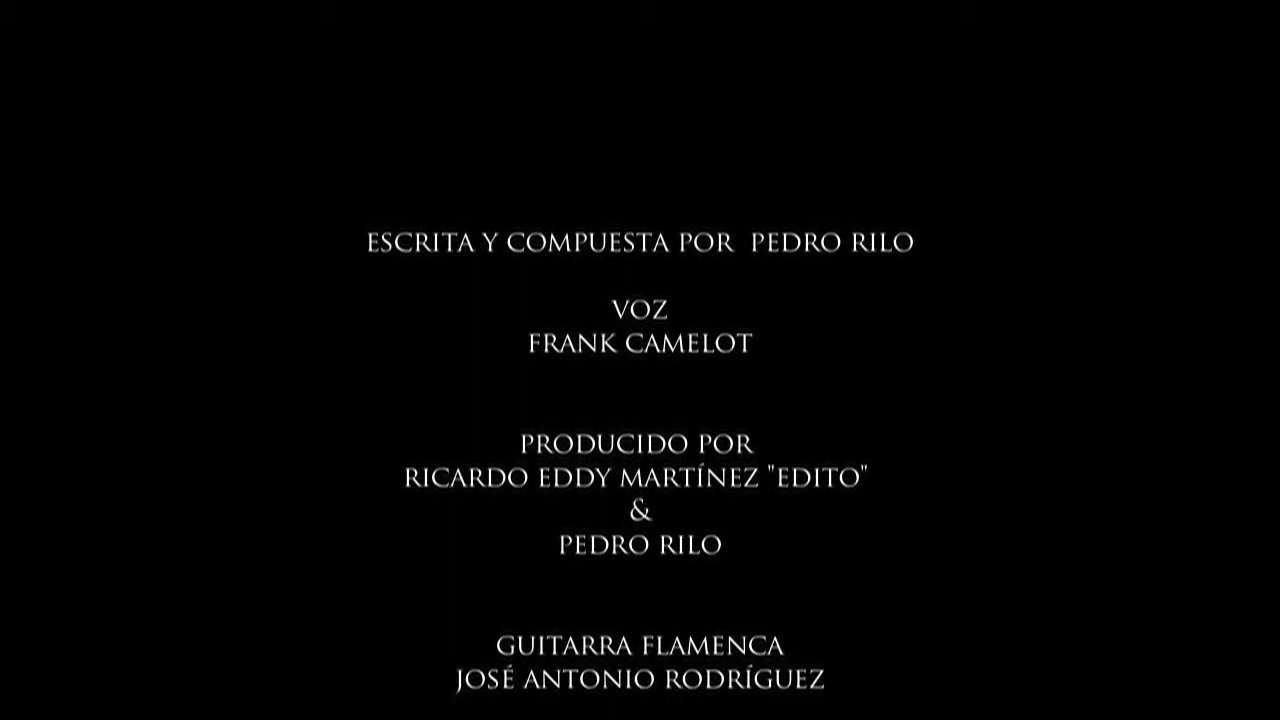 ESCRITA Y COMPUESTA POR PEDRO RILO
VOZ
FRANK CAMELOT
PRODUCIDO POR
RICARDO EDDY MARTÍNEZ "EDITO"
&
PEDRO RILO
GUITARRA FLAMENCA
JOSÉ ANTONIO RODRÍGUEZ